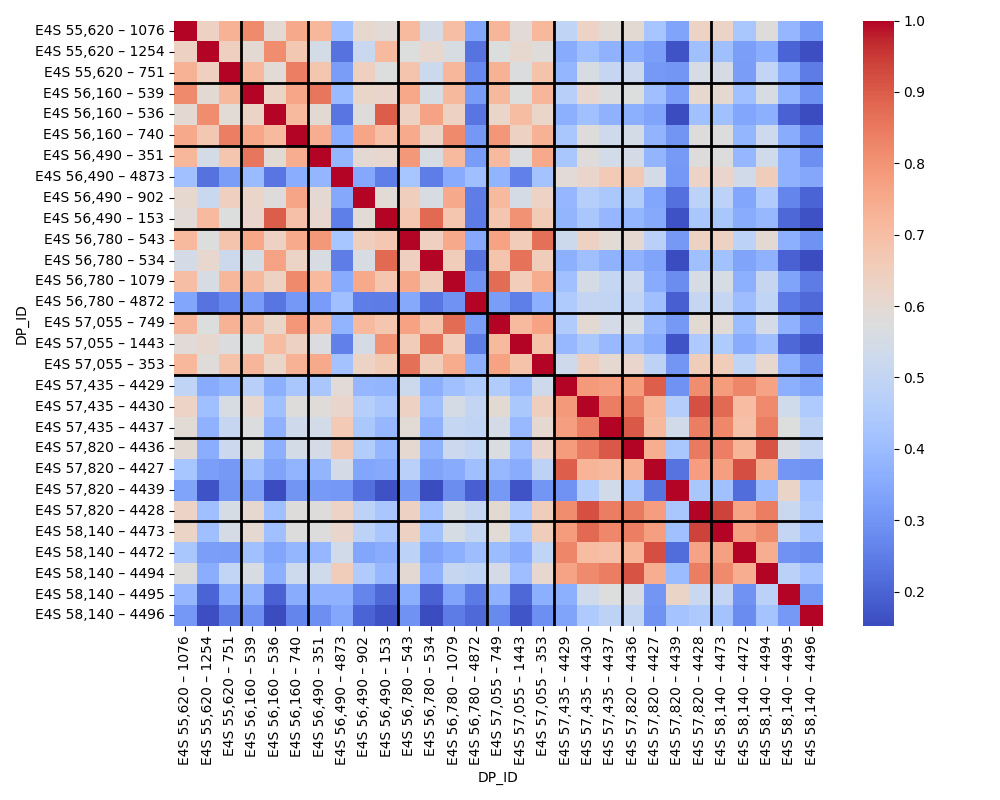 E4S 55,620 – 1076
E4S 55,620 – 1254
E4S 55,620 – 751
E4S 56,160 – 539
E4S 56,160 – 536
E4S 56,160 – 740
E4S 56,490 – 351
E4S 56,490 – 4873
E4S 56,490 – 902
E4S 56,490 – 153
E4S 56,780 – 543
E4S 56,780 – 534
E4S 56,780 – 1079
E4S 56,780 – 4872
E4S 57,055 – 749
E4S 57,055 – 1443
E4S 57,055 – 353
E4S 57,435 – 4429
E4S 57,435 – 4430
E4S 57,435 – 4437
E4S 57,820 – 4436
E4S 57,820 – 4427
E4S 57,820 – 4439
E4S 57,820 – 4428
E4S 58,140 – 4473
E4S 58,140 – 4472
E4S 58,140 – 4494
E4S 58,140 – 4495
E4S 58,140 – 4496
DP_ID
E4S 55,620 – 1076
E4S 55,620 – 1254
E4S 55,620 – 751
E4S 56,160 – 539
E4S 56,160 – 536
E4S 56,160 – 740
E4S 56,490 – 351
E4S 56,490 – 4873
E4S 56,490 – 902
E4S 56,490 – 153
E4S 56,780 – 543
E4S 56,780 – 534
E4S 56,780 – 1079
E4S 56,780 – 4872
E4S 57,055 – 749
E4S 57,055 – 1443
E4S 57,055 – 353
E4S 57,435 – 4429
E4S 57,435 – 4430
E4S 57,435 – 4437
E4S 57,820 – 4436
E4S 57,820 – 4427
E4S 57,820 – 4439
E4S 57,820 – 4428
E4S 58,140 – 4473
E4S 58,140 – 4472
E4S 58,140 – 4494
E4S 58,140 – 4495
E4S 58,140 – 4496
DP_ID
1.0
0.9
0.8
0.7
0.6
0.5
0.4
0.3
0.2